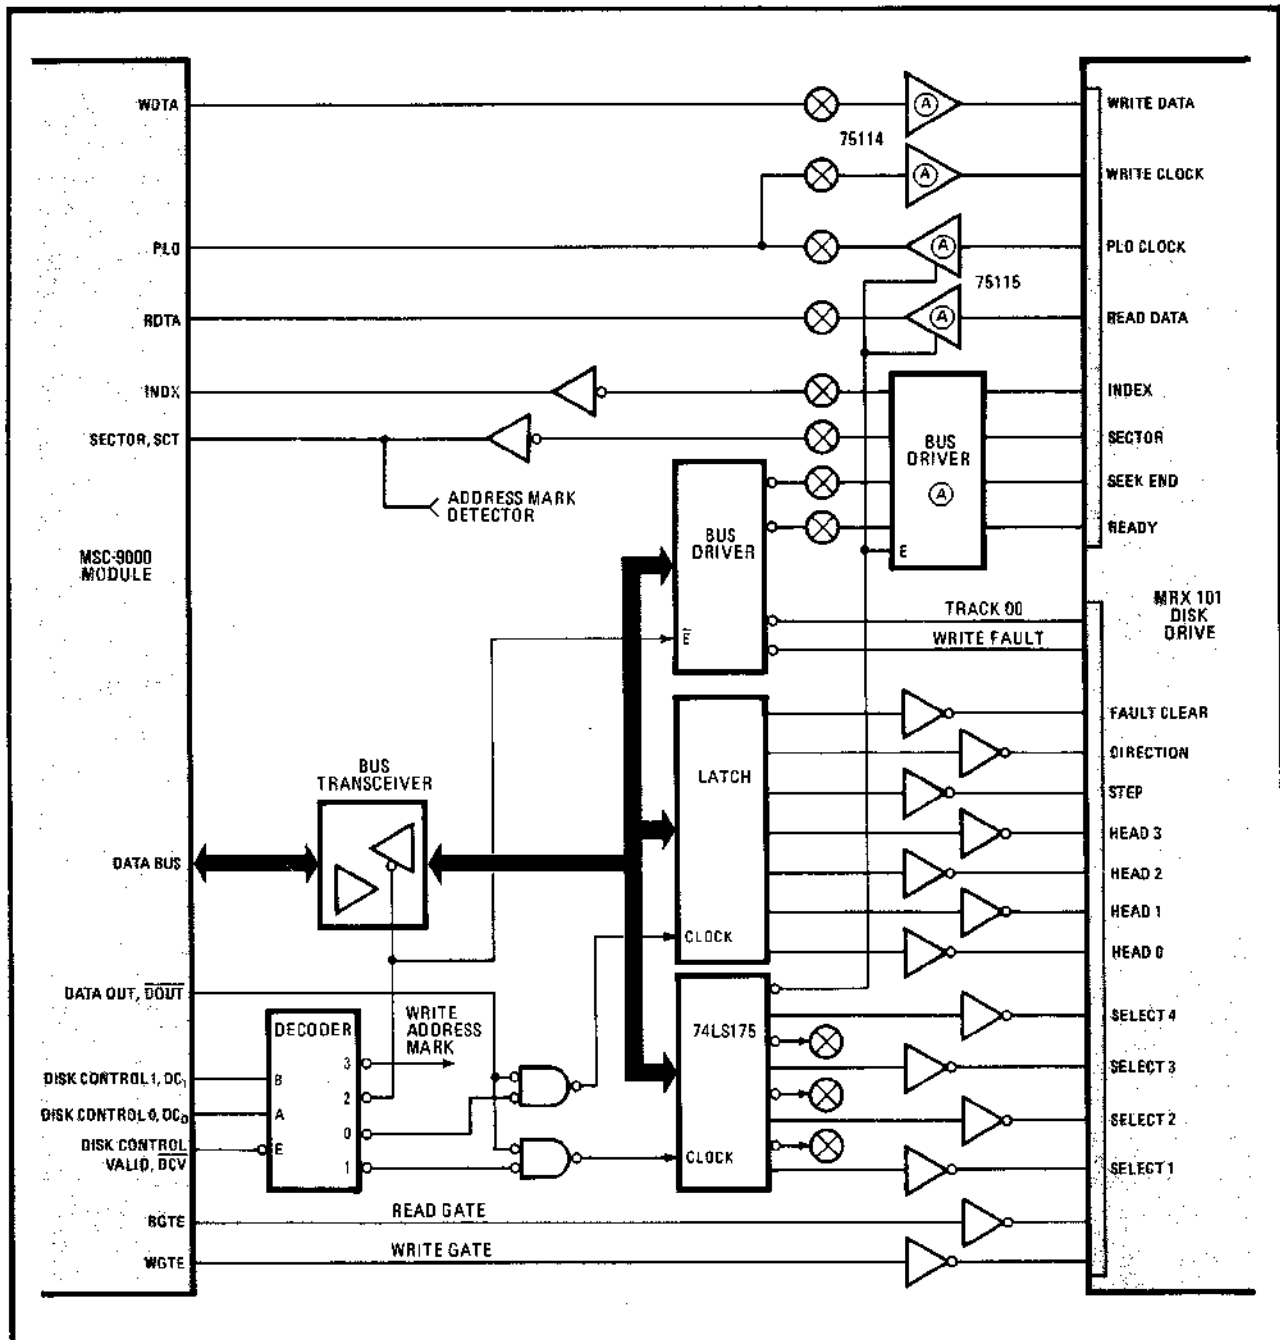 WDTA
WRITE DATA
A
75114
WRITE CLOCK
A
PLO
PLO CLOCK
A
75115
RDTA
READ DATA
A
INDX
INDEX
SECTOR, SCT
SECTOR
BUS
DRIVER
A
E
ADDRESS MARK
DETECTOR
SEEK END
READY
MSC-9000
MODULE
BUS
DRIVER
E̅
TRACK 00
WRITE FAULT
MRX 101
DISK
DRIVE
FAULT CLEAR
DIRECTION
BUS
TRANSCEIVER
LATCH
CLOCK
STEP
HEAD 3
DATA BUS
HEAD 2
HEAD 1
HEAD 0
DATA OUT, D̅O̅U̅T̅
DECODER
3
2
0
1
B
A
E
WRITE
ADDRESS
MARK
74LS175
CLOCK
SELECT 4
SELECT 3
SELECT 2
SELECT 1
DISK CONTROL 1, DC₁
DISK CONTROL 0, DC₀
DISK CONTROL
VALID, D̅C̅V̅
RGTE
READ GATE
WGTE
WRITE GATE